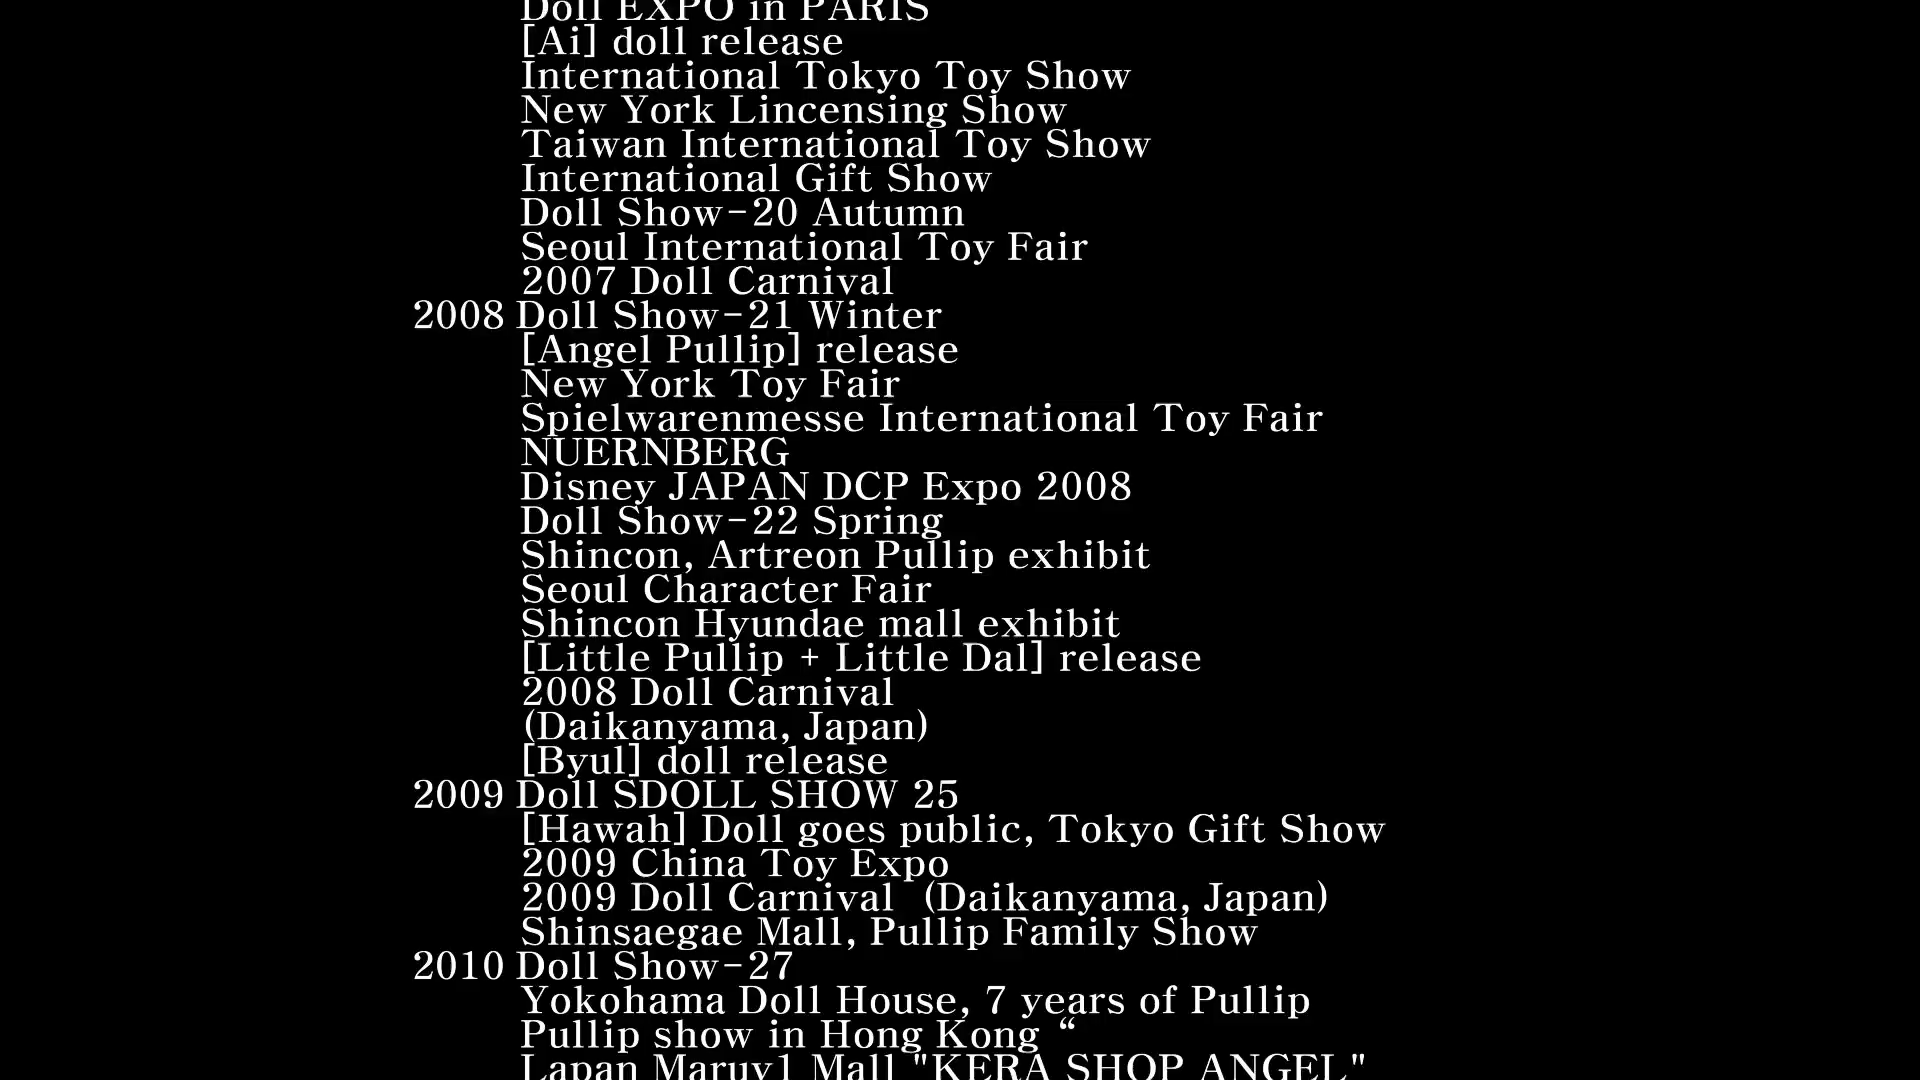 Doll EXPO in PARIS
[Ai] doll release
International Tokyo Toy Show
New York Lincensing Show
Taiwan International Toy Show
International Gift Show
Doll Show-20 Autumn
Seoul International Toy Fair
2007 Doll Carnival
2008 Doll Show-21 Winter
[Angel Pullip] release
New York Toy Fair
Spielwarenmesse International Toy Fair
NUERNBERG
Disney JAPAN DCP Expo 2008
Doll Show-22 Spring
Shincon, Artreon Pullip exhibit
Seoul Character Fair
Shincon Hyundae mall exhibit
[Little Pullip + Little Dal] release
2008 Doll Carnival
(Daikanyama, Japan)
[Byul] doll release
2009 Doll SDOLL SHOW 25
[Hawah] Doll goes public, Tokyo Gift Show
2009 China Toy Expo
2009 Doll Carnival (Daikanyama, Japan)
Shinsaegae Mall, Pullip Family Show
2010 Doll Show-27
Yokohama Doll House, 7 years of Pullip
Pullip show in Hong Kong “
Lapan Maruy1 Mall "KERA SHOP ANGEL"